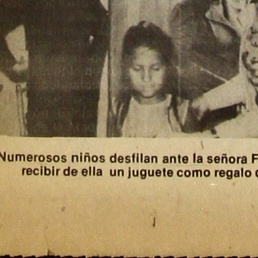 Numerosos niños desfilan ante la señora F
recibir de ella un juguete como regalo